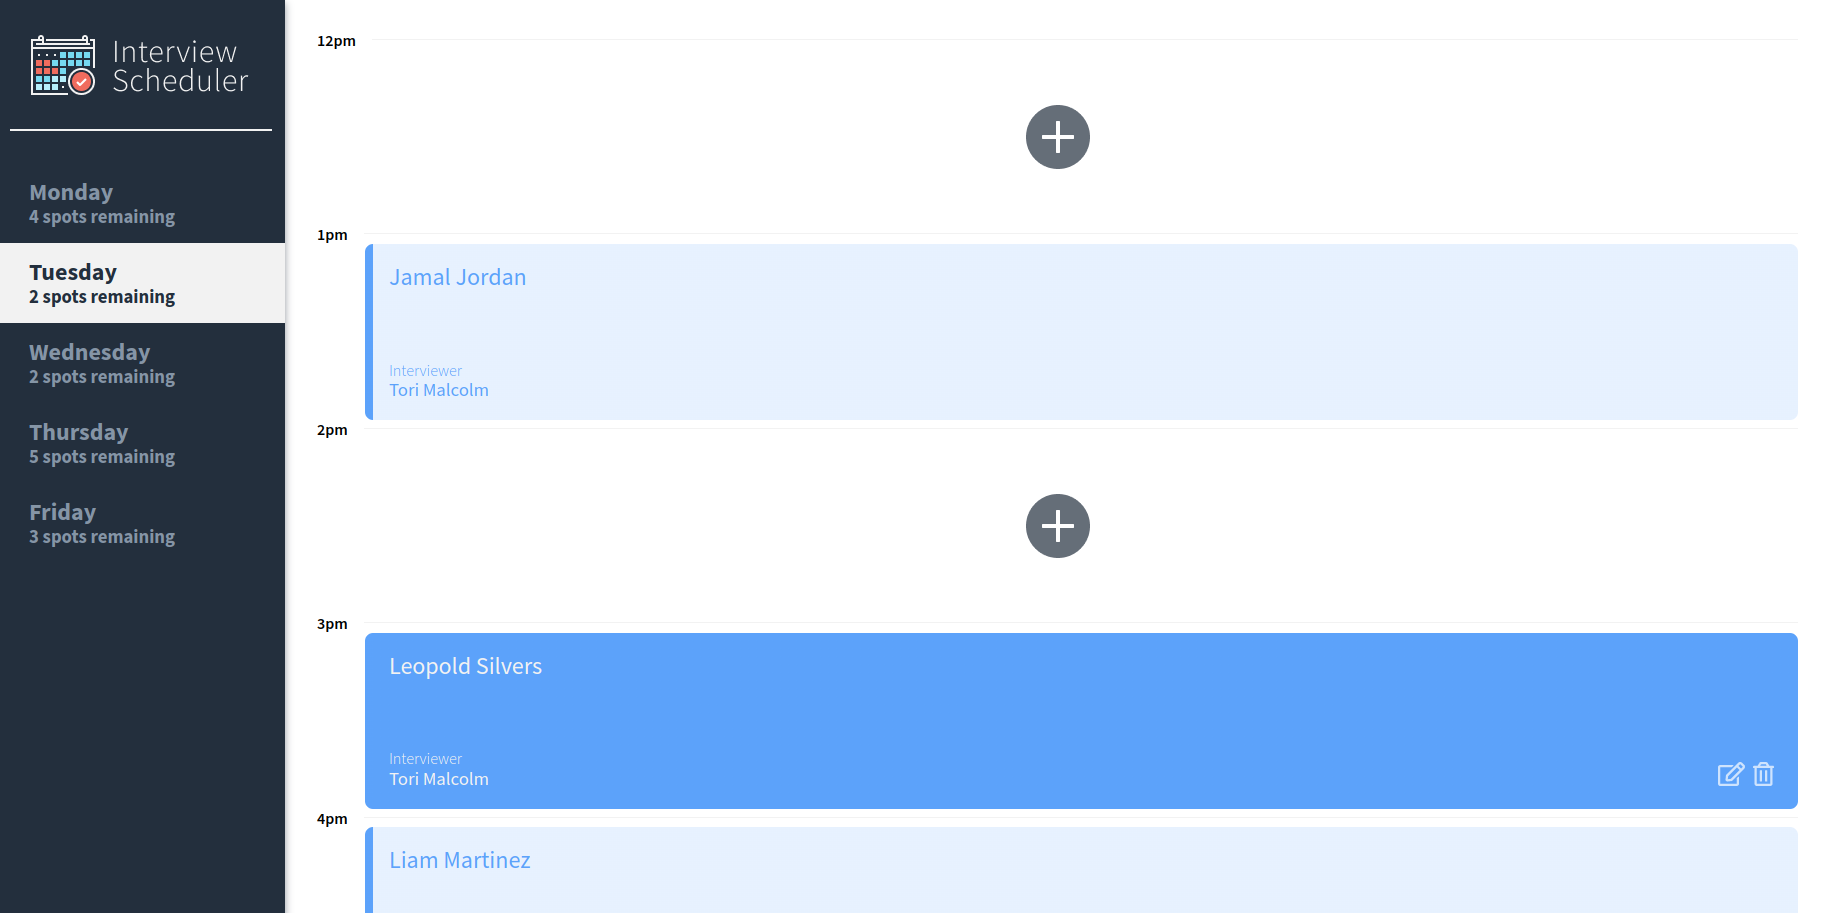 Interview
Scheduler
Monday
4 spots remaining
Tuesday
2 spots remaining
Wednesday
2 spots remaining
Thursday
5 spots remaining
Friday
3 spots remaining
12pm
1pm
Jamal Jordan
Interviewer
Tori Malcolm
2pm
3pm
Leopold Silvers
Interviewer
Tori Malcolm
4pm
Liam Martinez